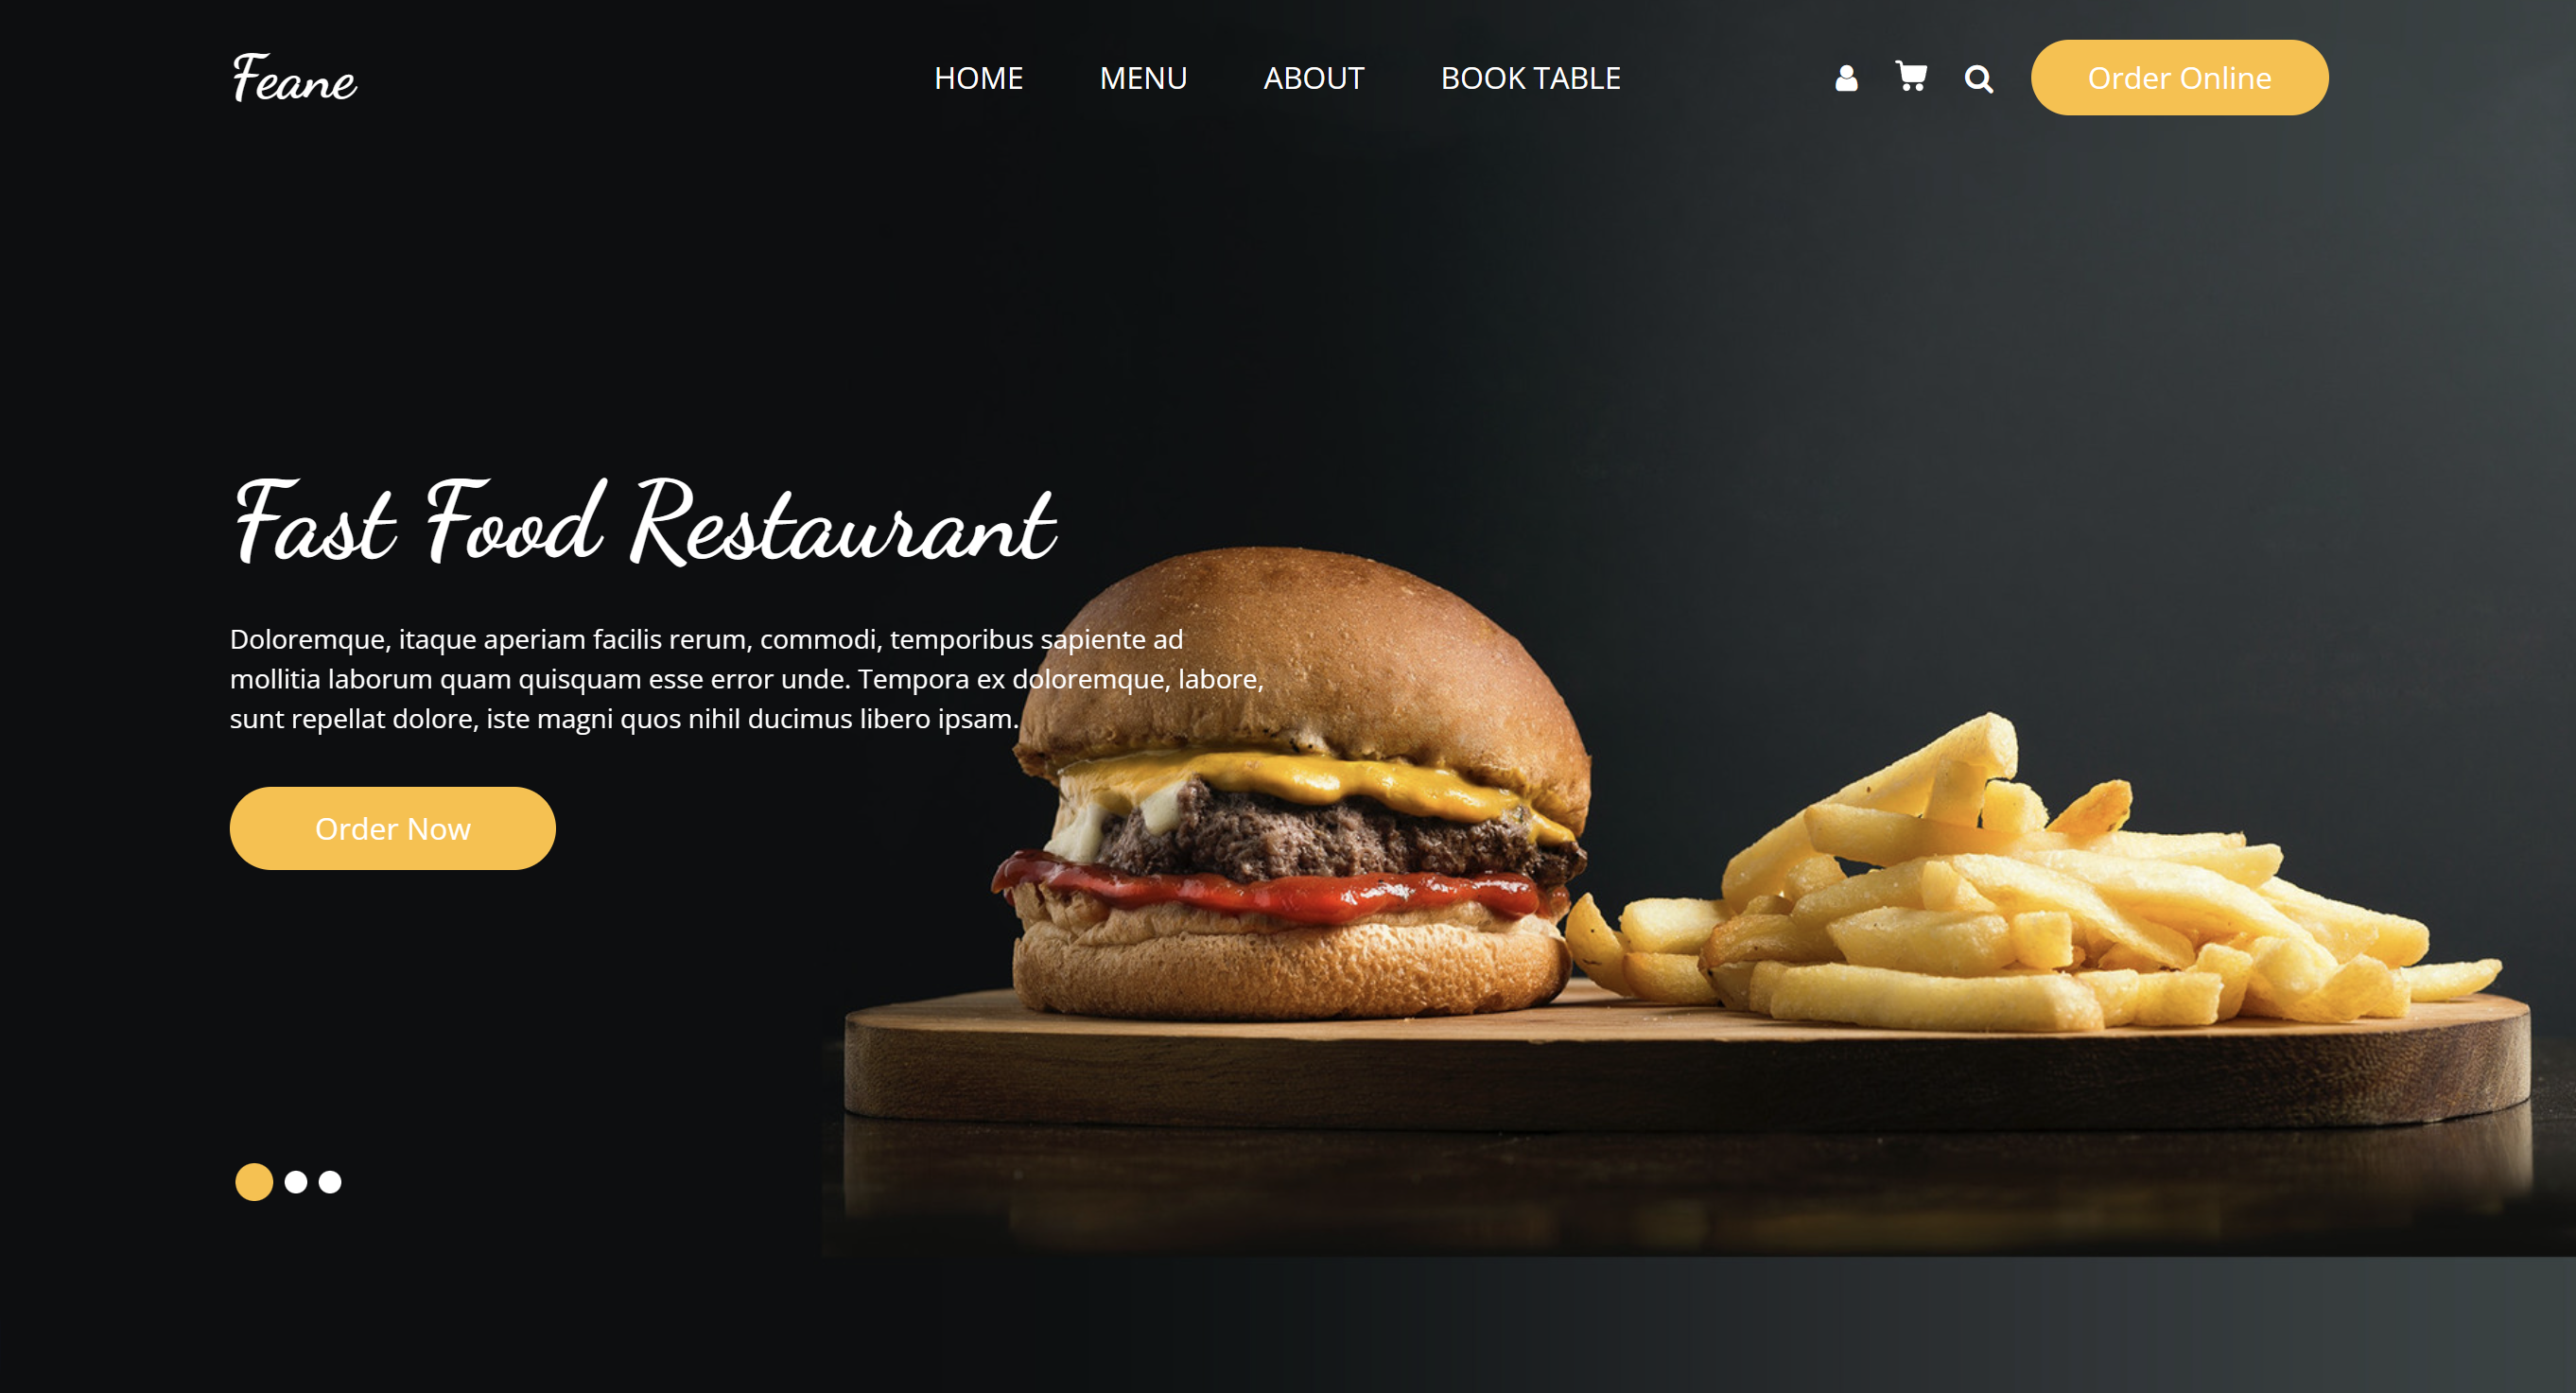 Feane
HOME
MENU
ABOUT
BOOK TABLE
Order Online
Fast Food Restaurant
Doloremque, itaque aperiam facilis rerum, commodi, temporibus sapiente ad
mollitia laborum quam quisquam esse error unde. Tempora ex doloremque, labore,
sunt repellat dolore, iste magni quos nihil ducimus libero ipsam.
Order Now